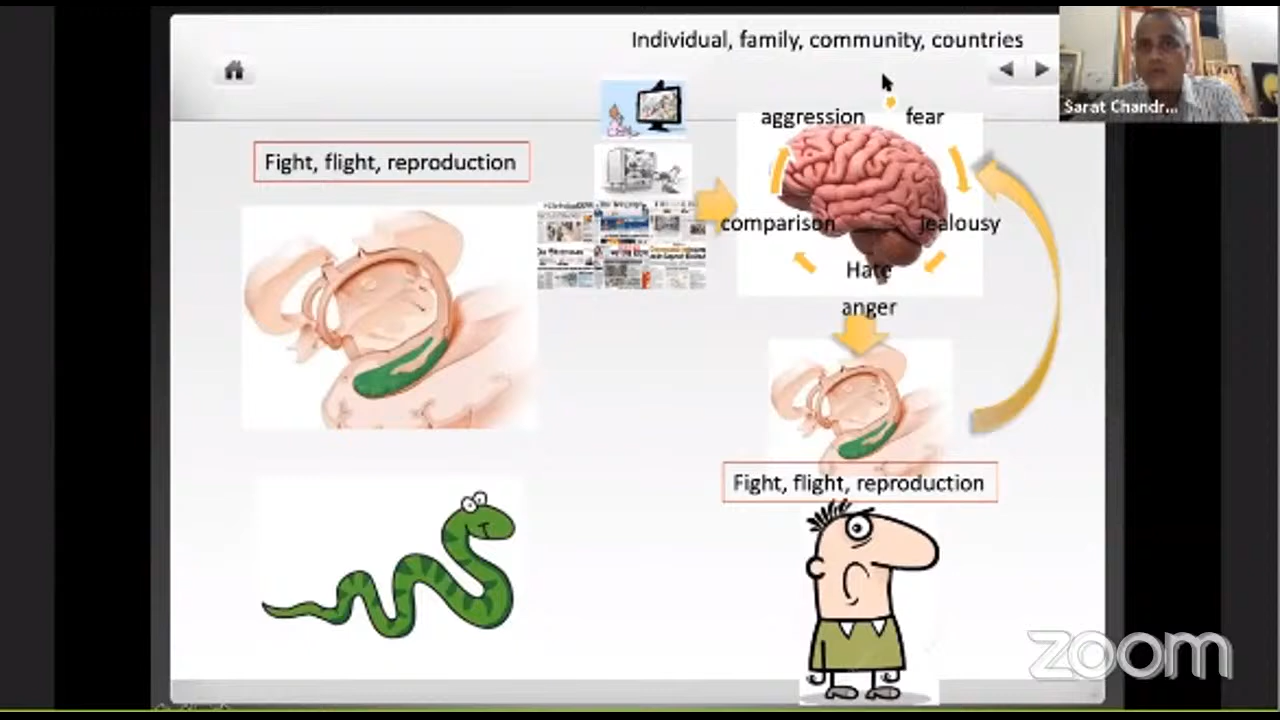 Individual, family, community, countries
Sarat Chandr...
aggression
fear
Fight, flight, reproduction
comparison
jealousy
Hate
anger
Fight, flight, reproduction
zoom